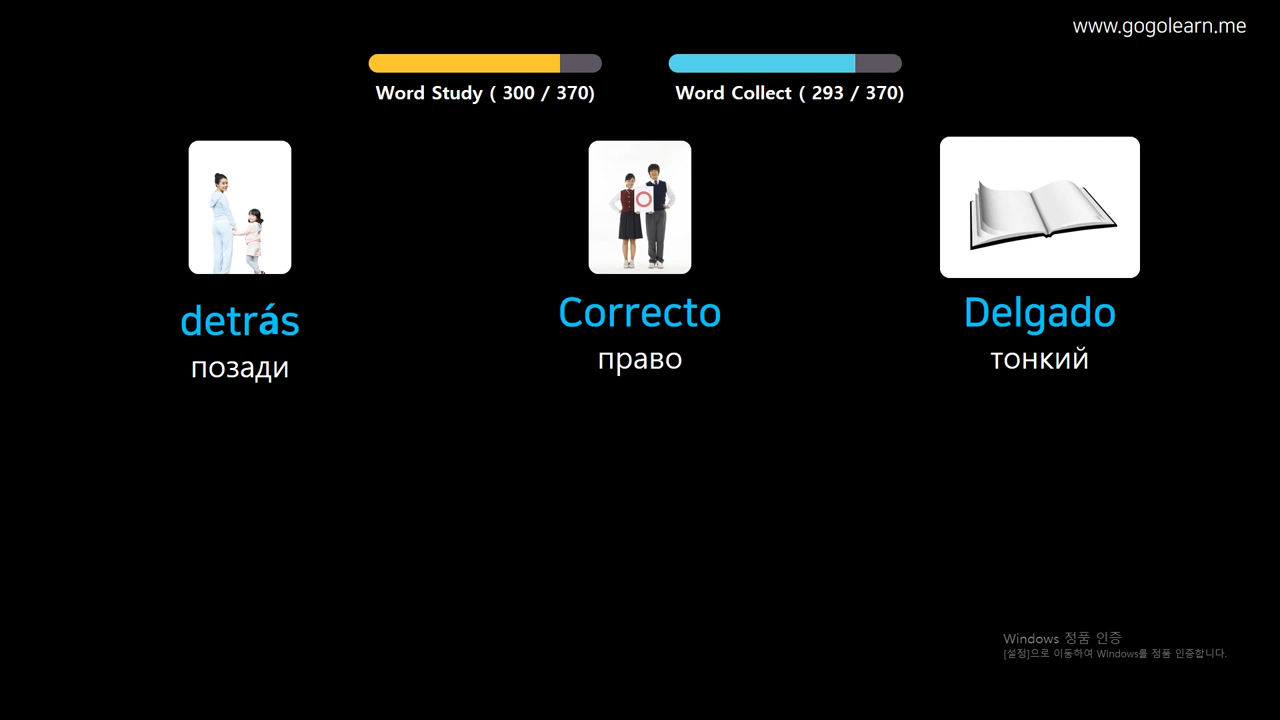 www.gogolearn.me
Word Study ( 300 / 370)
Word Collect ( 293 / 370)
detrás
позади
Correcto
право
Delgado
тонкий
Windows 정품 인증
[설정]으로 이동하여 Windows를 정품 인증합니다.